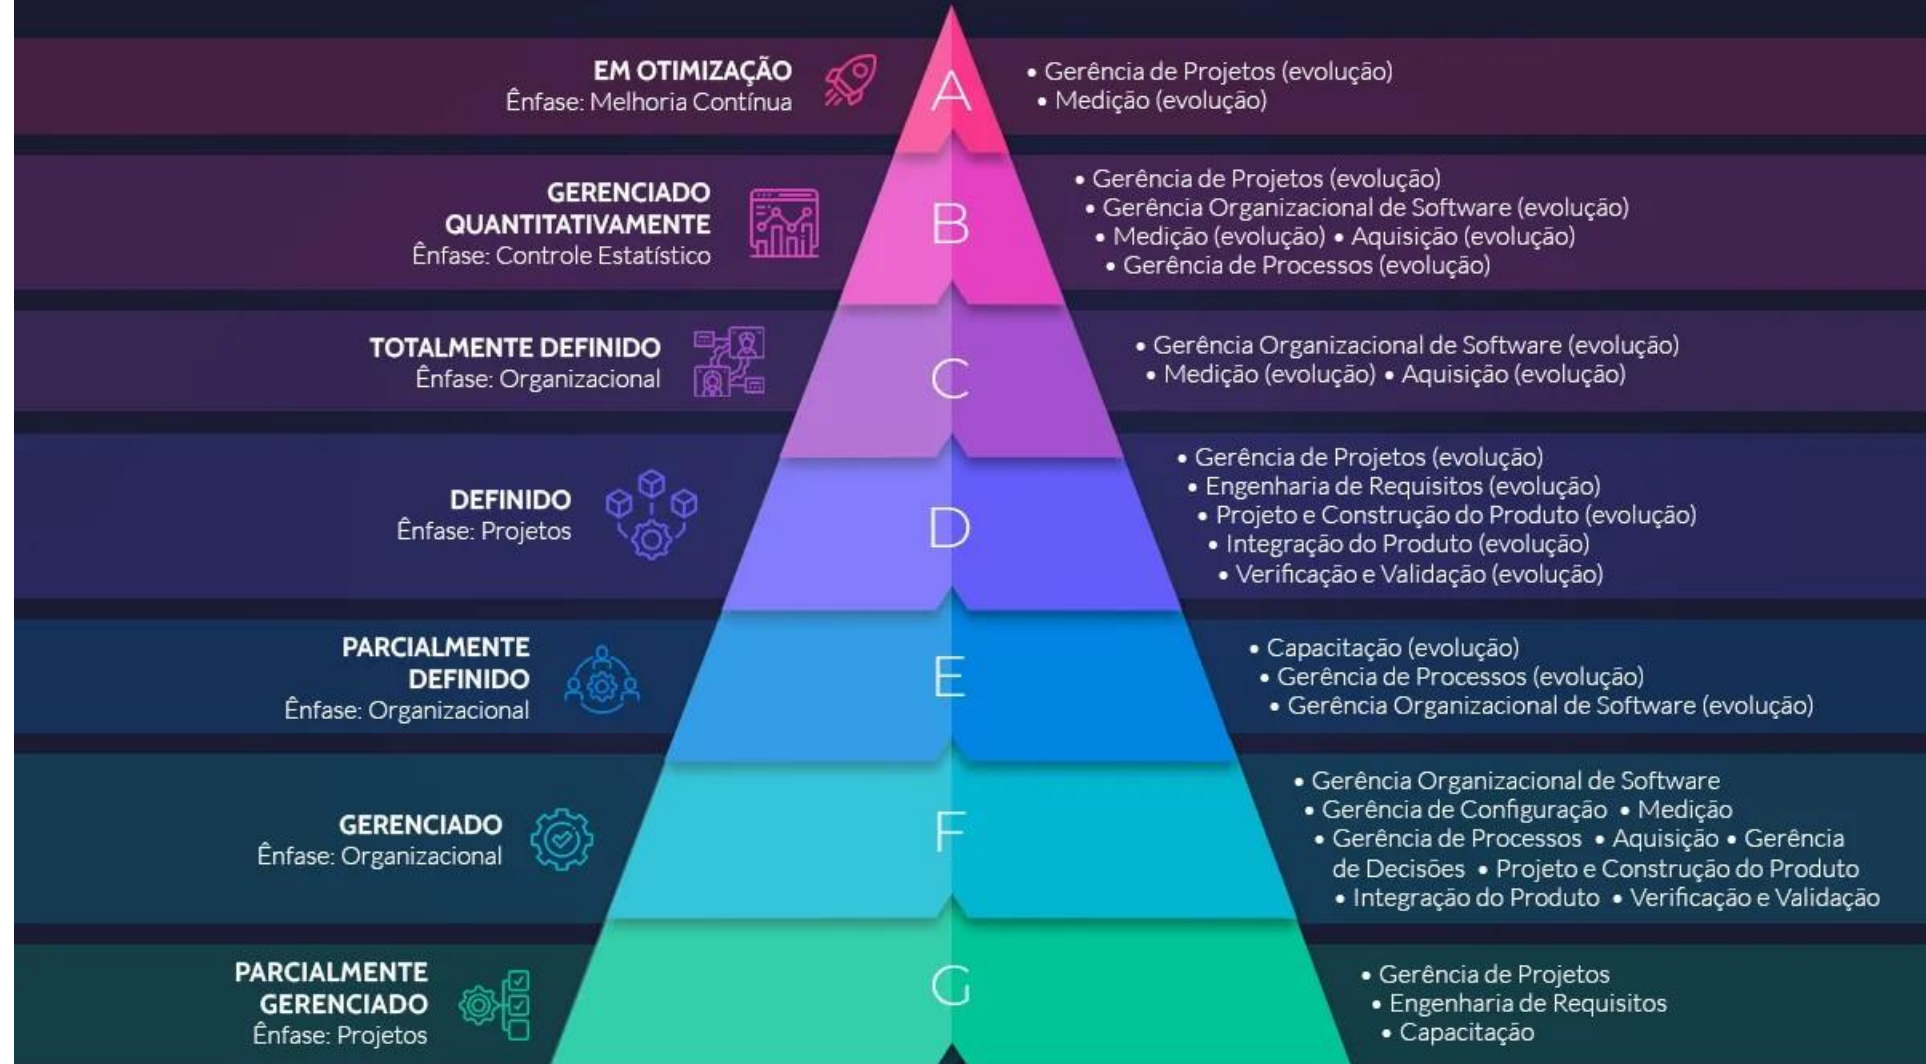 EM OTIMIZAÇÃO
Ênfase: Melhoria Contínua
A
• Gerência de Projetos (evolução)
• Medição (evolução)
GERENCIADO
QUANTITATIVAMENTE
Ênfase: Controle Estatístico
B
• Gerência de Projetos (evolução)
• Gerência Organizacional de Software (evolução)
• Medição (evolução) • Aquisição (evolução)
• Gerência de Processos (evolução)
TOTALMENTE DEFINIDO
Ênfase: Organizacional
C
• Gerência Organizacional de Software (evolução)
• Medição (evolução) • Aquisição (evolução)
DEFINIDO
Ênfase: Projetos
D
• Gerência de Projetos (evolução)
• Engenharia de Requisitos (evolução)
• Projeto e Construção do Produto (evolução)
• Integração do Produto (evolução)
• Verificação e Validação (evolução)
PARCIALMENTE
DEFINIDO
Ênfase: Organizacional
E
• Capacitação (evolução)
• Gerência de Processos (evolução)
• Gerência Organizacional de Software (evolução)
GERENCIADO
Ênfase: Organizacional
F
• Gerência Organizacional de Software
• Gerência de Configuração • Medição
• Gerência de Processos • Aquisição • Gerência
de Decisões • Projeto e Construção do Produto
• Integração do Produto • Verificação e Validação
PARCIALMENTE
GERENCIADO
Ênfase: Projetos
G
• Gerência de Projetos
• Engenharia de Requisitos
• Capacitação